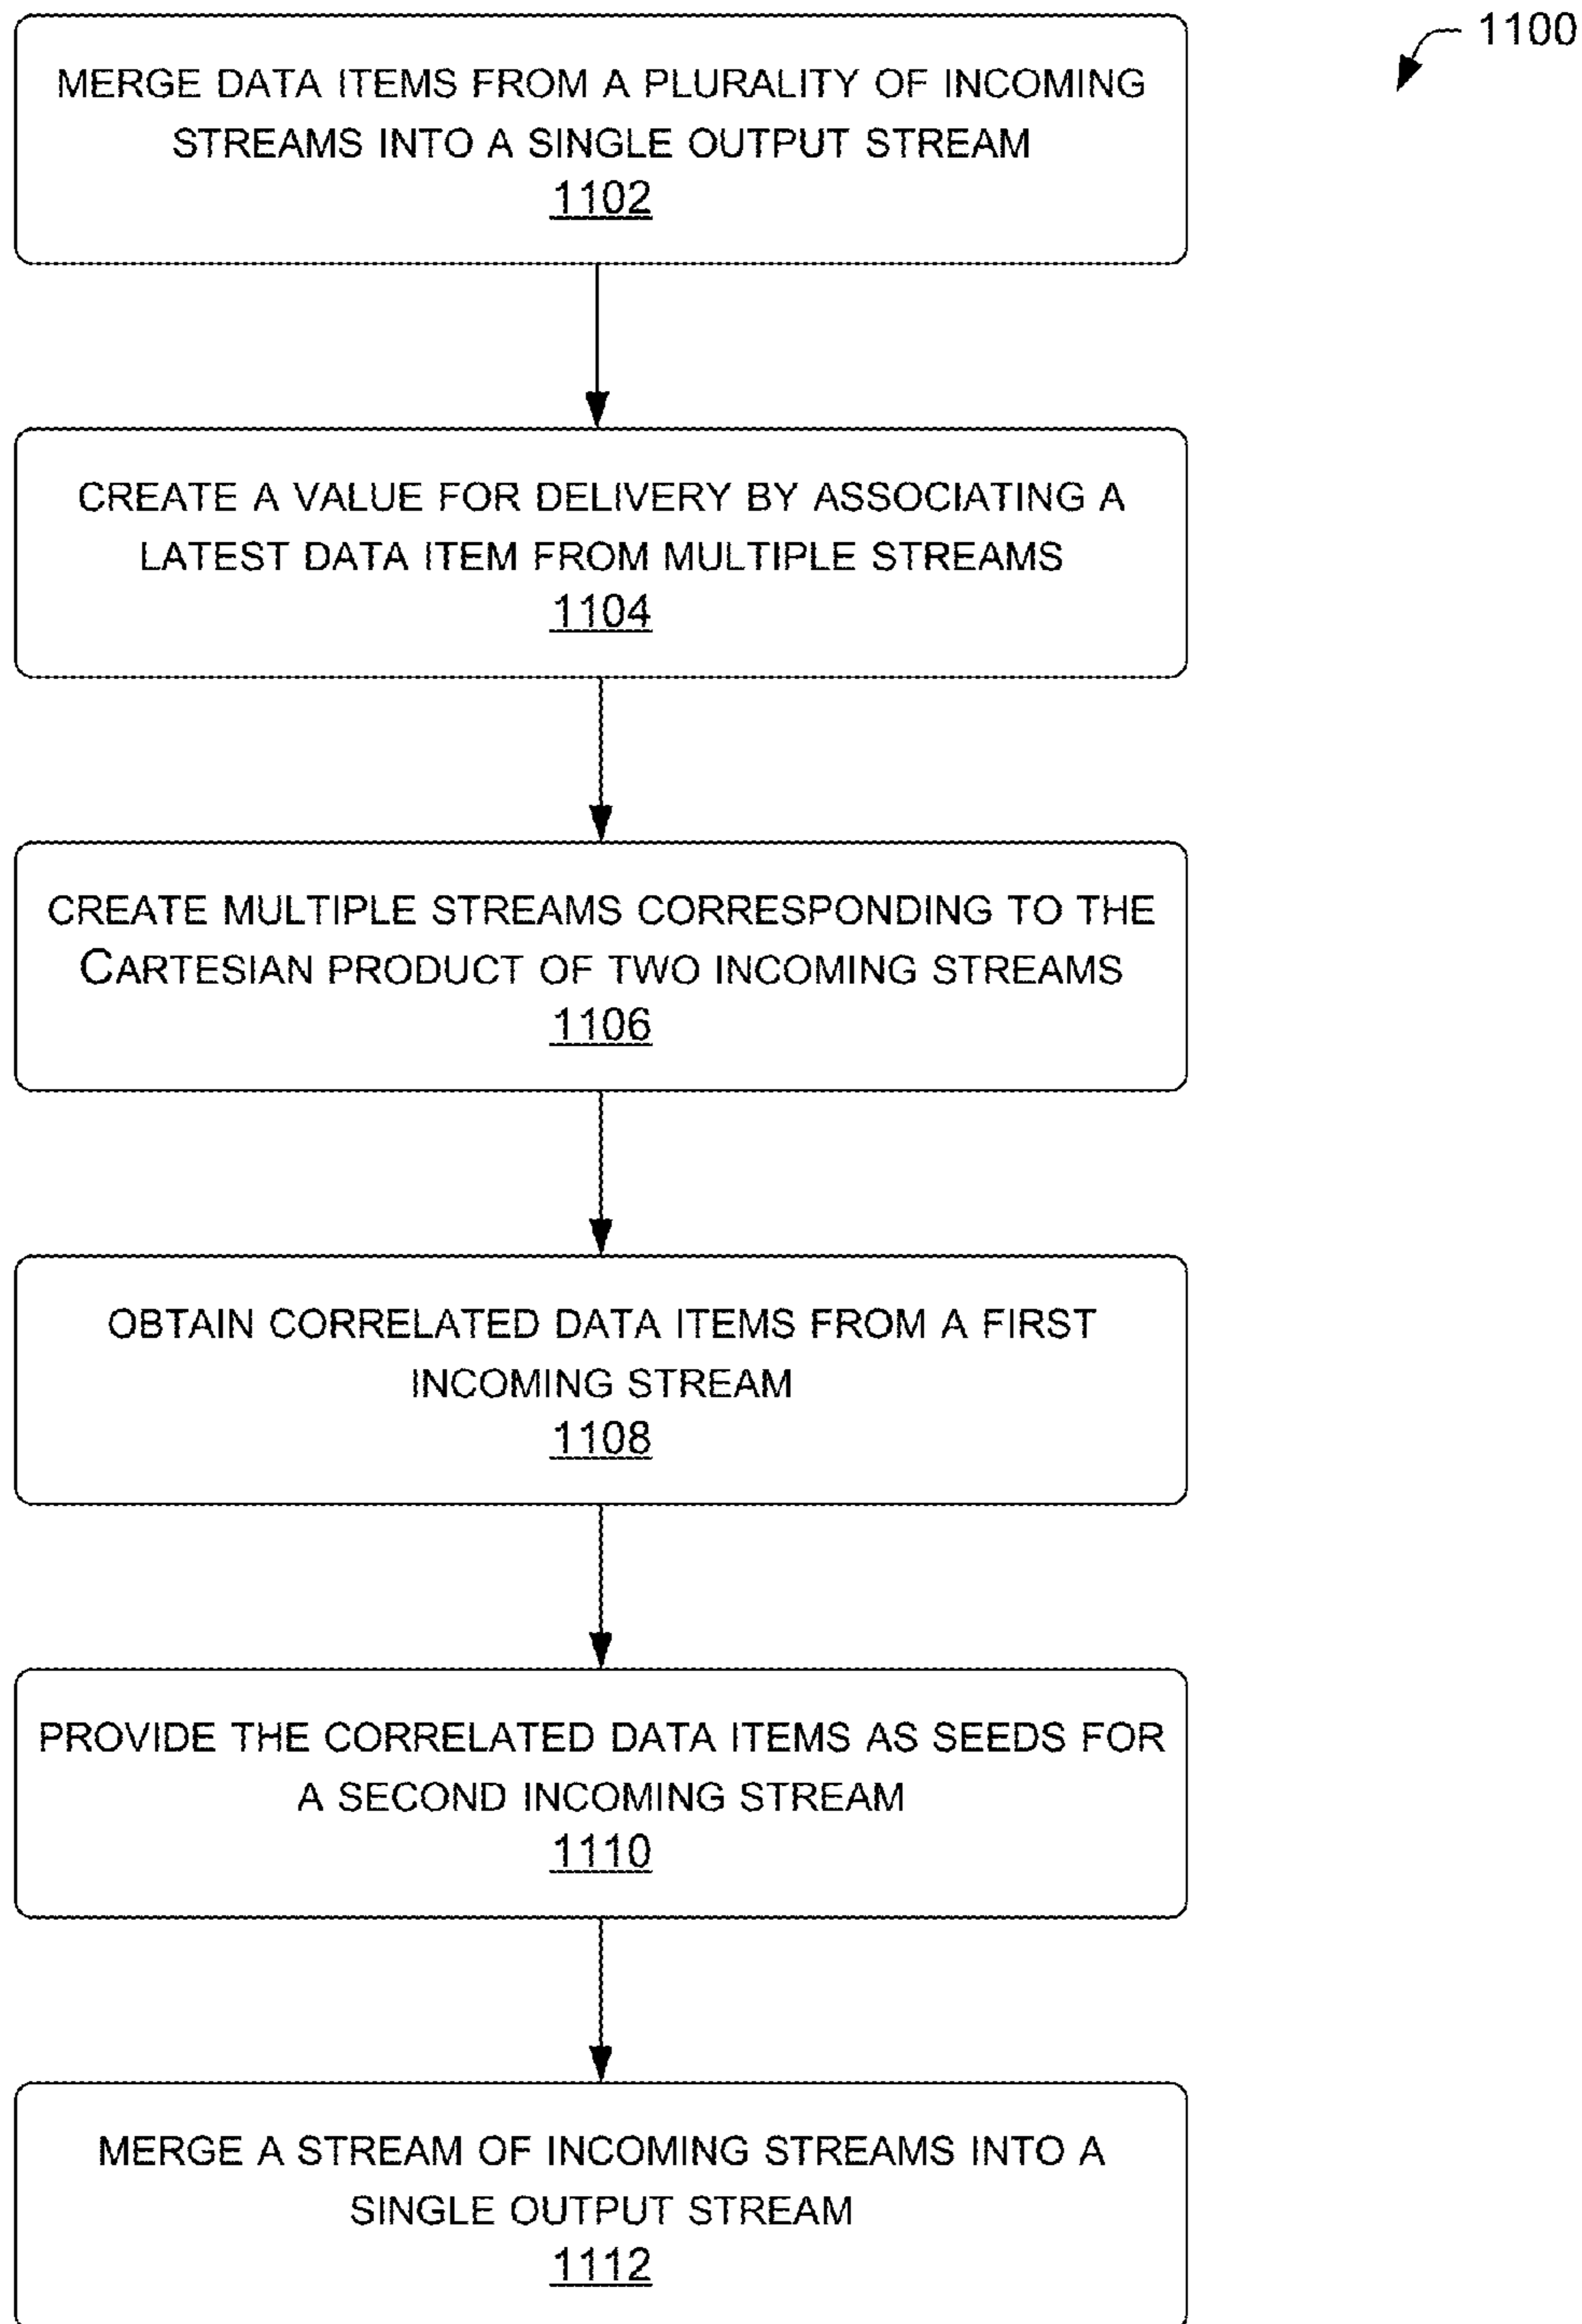 1100
MERGE DATA ITEMS FROM A PLURALITY OF INCOMING
STREAMS INTO A SINGLE OUTPUT STREAM
1102
CREATE A VALUE FOR DELIVERY BY ASSOCIATING A
LATEST DATA ITEM FROM MULTIPLE STREAMS
1104
CREATE MULTIPLE STREAMS CORRESPONDING TO THE
CARTESIAN PRODUCT OF TWO INCOMING STREAMS
1106
OBTAIN CORRELATED DATA ITEMS FROM A FIRST
INCOMING STREAM
1108
PROVIDE THE CORRELATED DATA ITEMS AS SEEDS FOR
A SECOND INCOMING STREAM
1110
MERGE A STREAM OF INCOMING STREAMS INTO A
SINGLE OUTPUT STREAM
1112